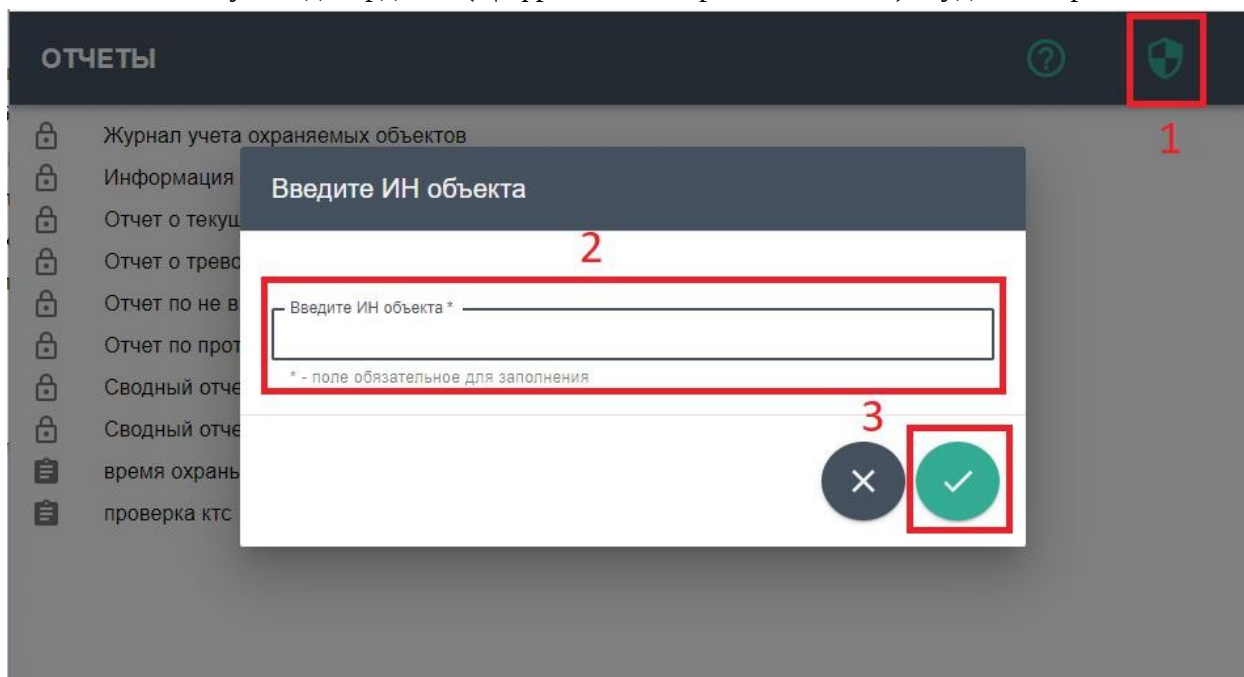 ОТЧЕТЫ
1
Журнал учета охраняемых объектов
Информация
Отчет о текущ
Отчет о трево
Отчет по не в
Отчет по прот
Сводный отче
Сводный отче
время охраны
проверка ктс
Введите ИН объекта
2
Введите ИН объекта *
* - поле обязательное для заполнения
3